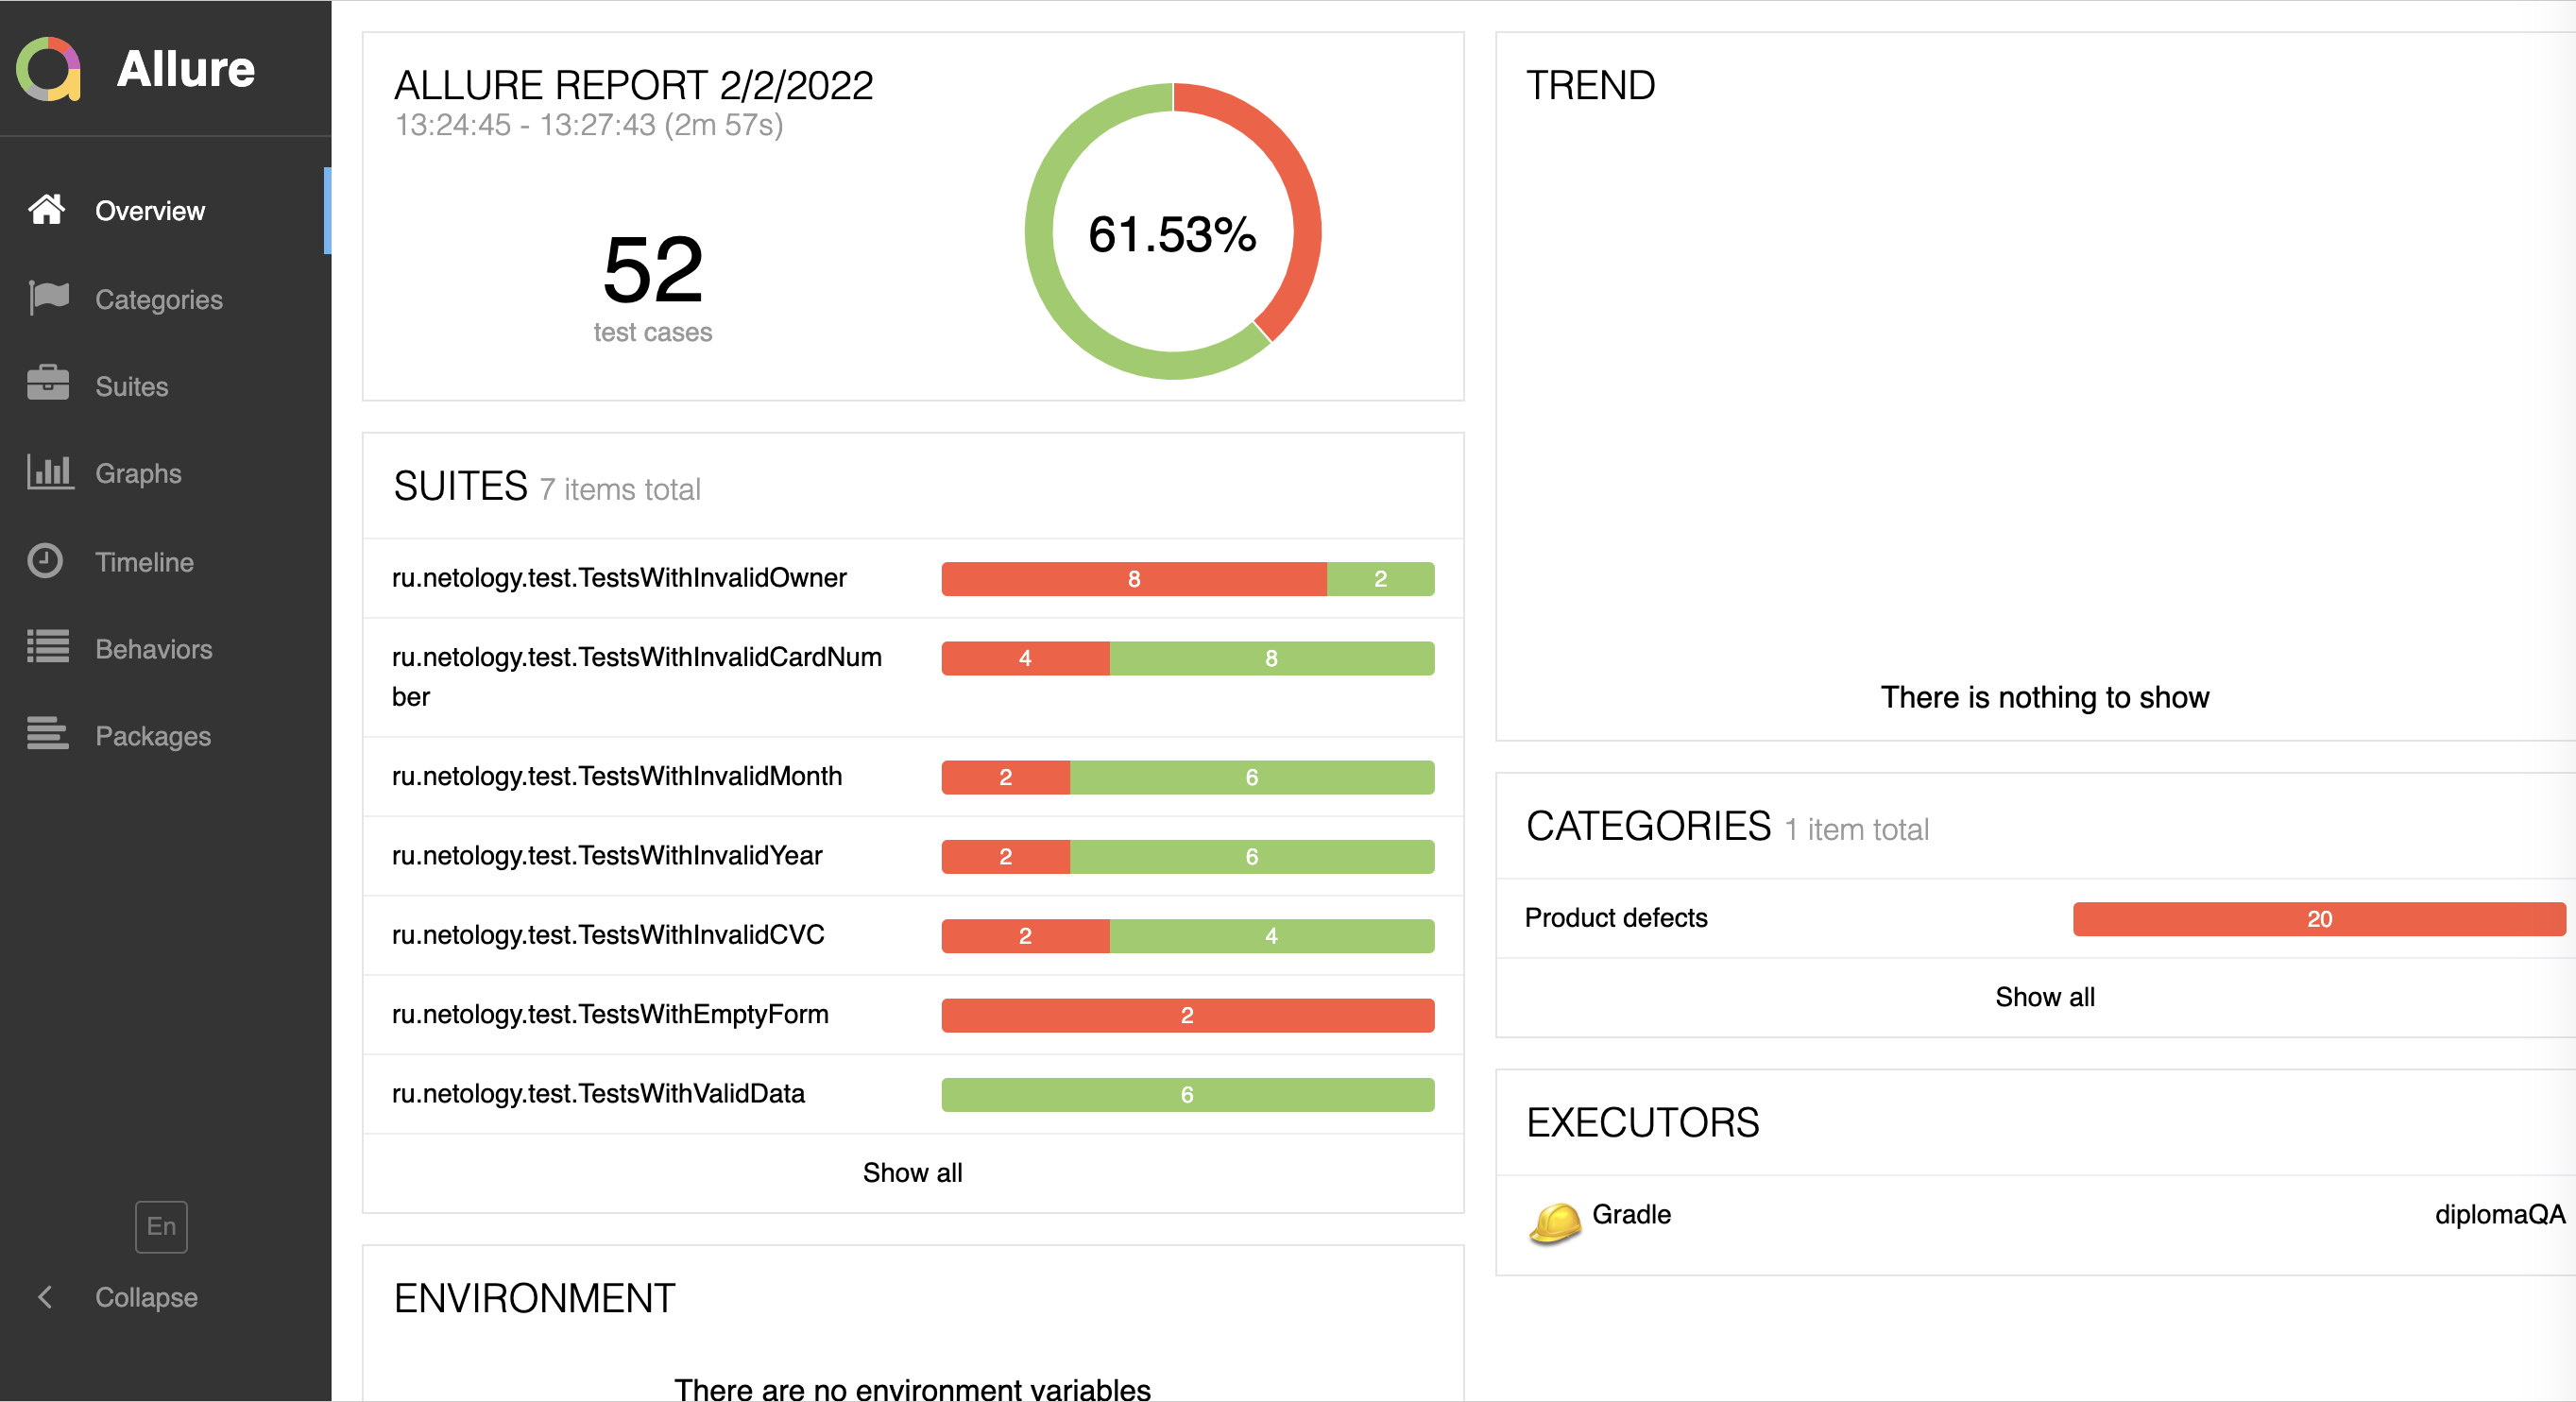 Allure
Overview
Categories
Suites
Graphs
Timeline
Behaviors
Packages
En
Collapse
ALLURE REPORT 2/2/2022
13:24:45 - 13:27:43 (2m 57s)
52
test cases
61.53%
SUITES 7 items total
ru.netology.test.TestsWithInvalidOwner 8 2
ru.netology.test.TestsWithInvalidCardNum 4 8
ber
ru.netology.test.TestsWithInvalidMonth 2 6
ru.netology.test.TestsWithInvalidYear 2 6
ru.netology.test.TestsWithInvalidCVC 2 4
ru.netology.test.TestsWithEmptyForm 2
ru.netology.test.TestsWithValidData 6
Show all
ENVIRONMENT
There are no environment variables
TREND
There is nothing to show
CATEGORIES 1 item total
Product defects 20
Show all
EXECUTORS
Gradle diplomaQA